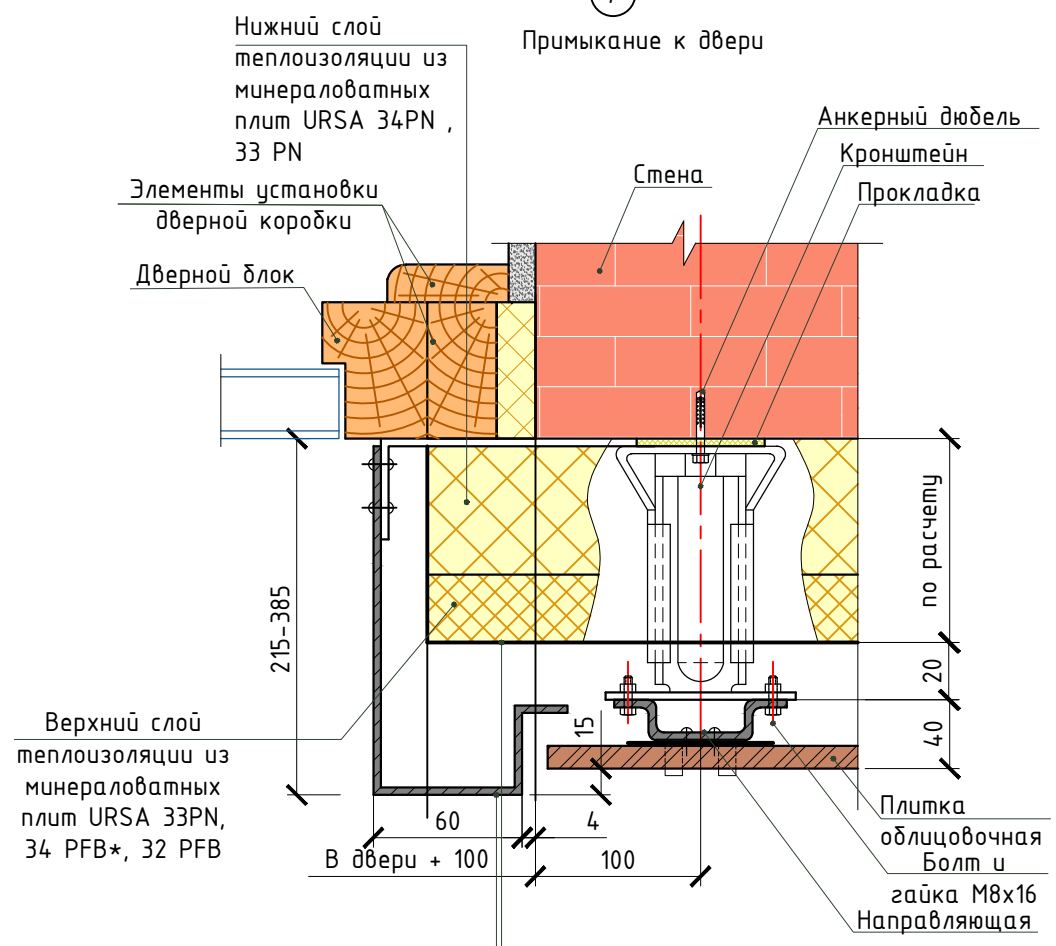 Примыкание к двери
Нижний слой
теплоизоляции из
минераловатных
плит URSA 34PN ,
33 PN
Элементы установки
дверной коробки
Дверной блок
Стена
Анкерный дюбель
Кронштейн
Прокладка
215-385
по расчету
20
40
15
60
4
В двери + 100
100
Верхний слой
теплоизоляции из
минераловатных
плит URSA 33PN,
34 PFB*, 32 PFB
Плитка
облицовочная
Болт и
гайка М8х16
Направляющая